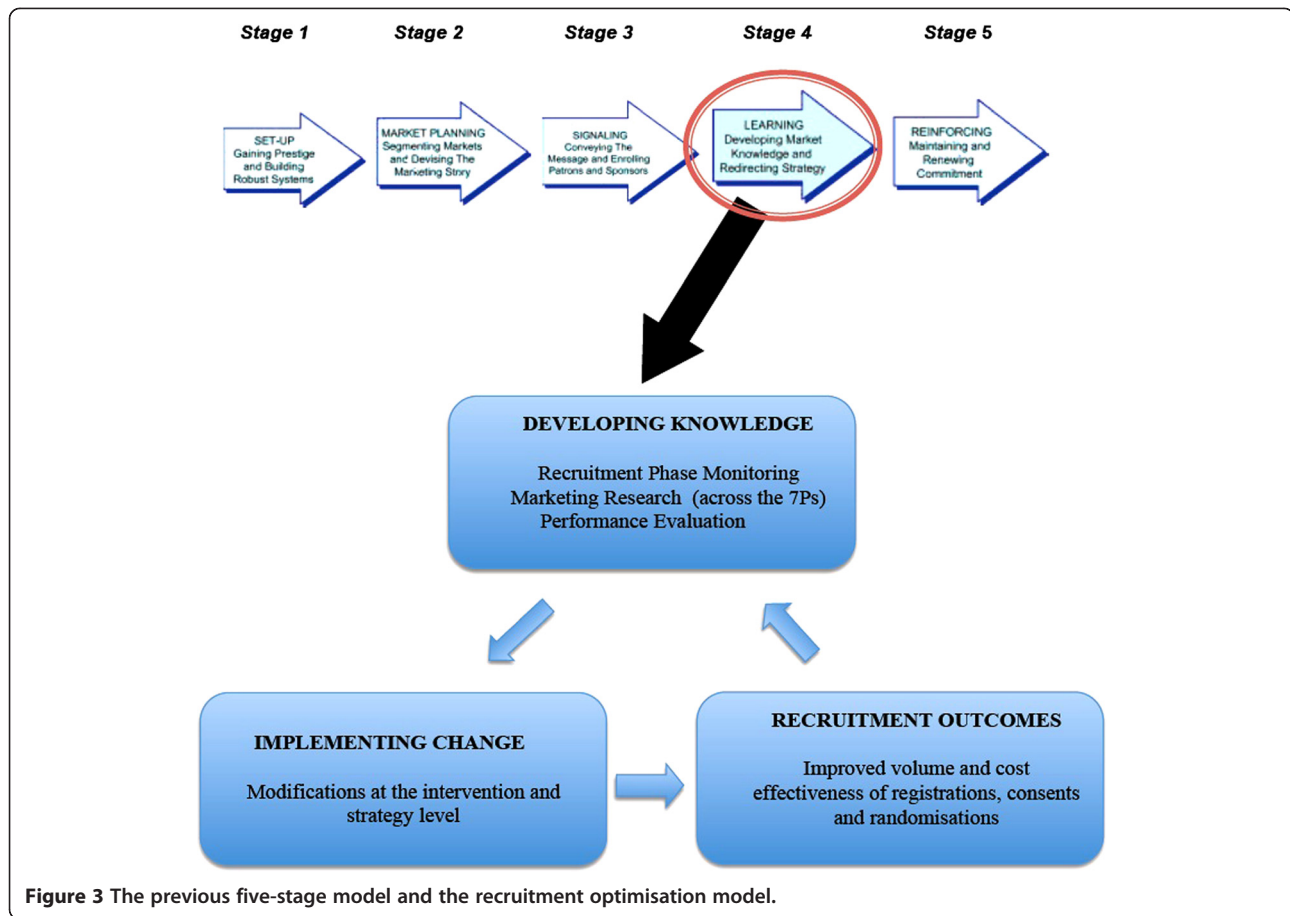 Stage 1
Stage 2
Stage 3
Stage 4
Stage 5
SET-UP
Gaining Prestige
and Building
Robust Systems
MARKET PLANNING
Segmenting Markets
and Devising The
Marketing Story
SIGNALING
Conveying The
Message and Enrolling
Patrons and Sponsors
LEARNING
Developing Market
Knowledge and
Redirecting Strategy
REINFORCING
Maintaining and
Renewing
Commitment
DEVELOPING KNOWLEDGE
Recruitment Phase Monitoring
Marketing Research (across the 7Ps)
Performance Evaluation
IMPLEMENTING CHANGE
Modifications at the intervention and
strategy level
RECRUITMENT OUTCOMES
Improved volume and cost
effectiveness of registrations, consents
and randomisations
Figure 3 The previous five-stage model and the recruitment optimisation model.